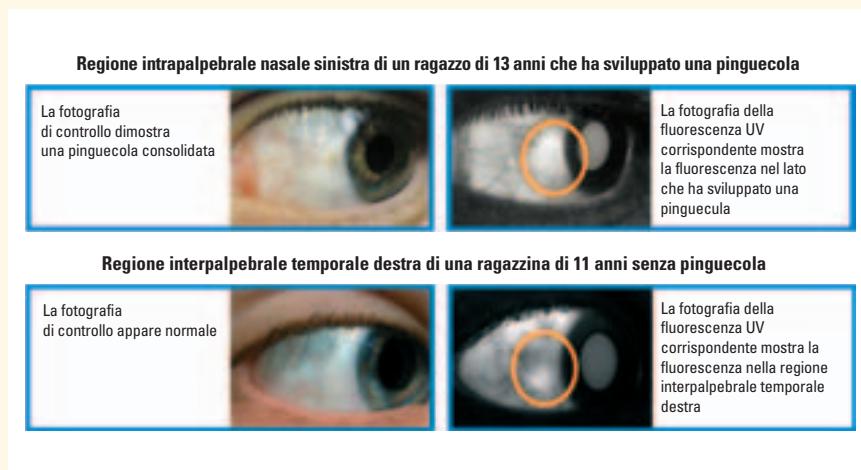 Regione intrapalpebrale nasale sinistra di un ragazzo di 13 anni che ha sviluppato una pinguecola
La fotografia
di controllo dimostra
una pinguecola consolidata
La fotografia della
fluorescenza UV
corrispondente mostra
la fluorescenza nel lato
che ha sviluppato una
pinguecula
Regione interpalpebrale temporale destra di una ragazzina di 11 anni senza pinguecola
La fotografia
di controllo appare normale
La fotografia della
fluorescenza UV
corrispondente mostra la
fluorescenza nella regione
interpalpebrale temporale
destra